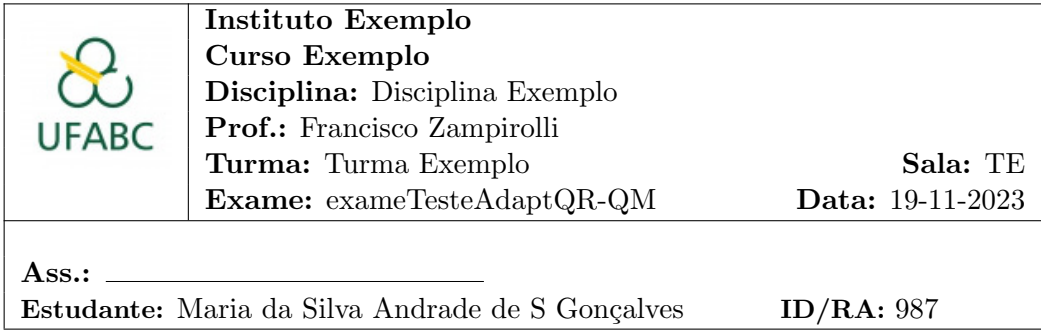 UFABC
Instituto Exemplo
Curso Exemplo
Disciplina: Disciplina Exemplo
Prof.: Francisco Zampirolli
Turma: Turma Exemplo Sala: TE
Exame: exameTesteAdaptQR-QM Data: 19-11-2023
Ass.:
Estudante: Maria da Silva Andrade de S Gonçalves ID/RA: 987